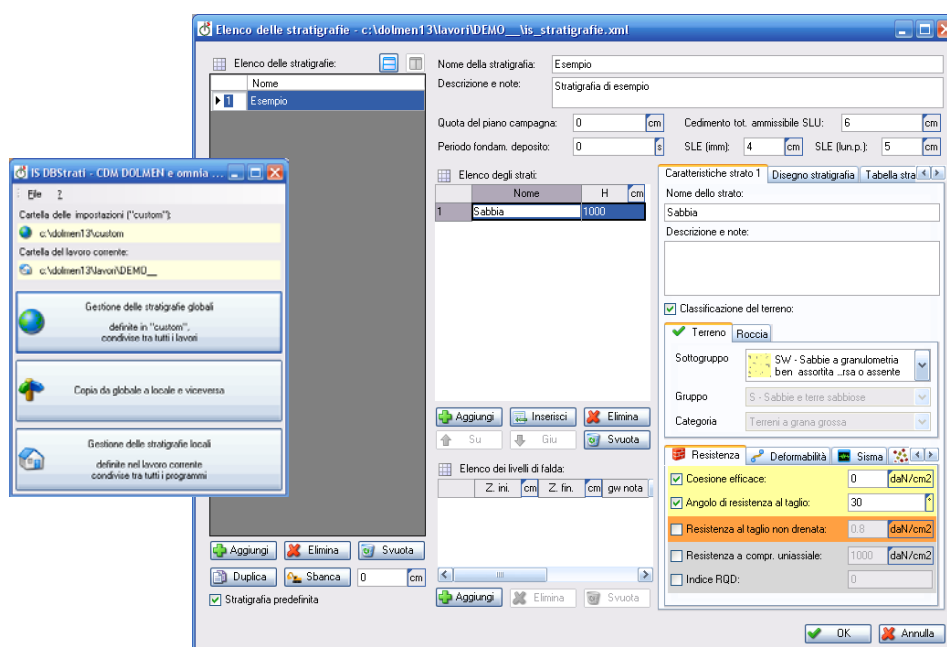 Elenco delle stratigrafie - c:\dolmen13\lavori\DEMO__\is_stratigrafie.xml
Elenco delle stratigrafie:
Nome
1 Esempio
Aggiungi Elimina Svuota
Duplica Sbanca 0 cm
Stratigrafia predefinita
Nome della stratigrafia: Esempio
Descrizione e note: Stratigrafia di esempio
Quota del piano campagna: 0 cm Cedimento tot. ammissibile SLU: 6 cm
Periodo fondam. deposito: 0 s SLE (imm): 4 cm SLE (lun.p.): 5 cm
Elenco degli strati:
Nome H cm
1 Sabbia 1000
Aggiungi Inserisci Elimina
Su Giu Svuota
Elenco dei livelli di falda:
Z. ini. cm Z. fin. cm gw nota
Aggiungi Elimina Svuota
Caratteristiche strato 1 Disegno stratigrafia Tabella stra
Nome dello strato:
Sabbia
Descrizione e note:
Classificazione del terreno:
Terreno Roccia
Sottogruppo SW - Sabbie a granulometria
ben assortita ..rsa o assente
Gruppo S - Sabbie e terre sabbiose
Categoria Terreni a grana grossa
Resistenza Deformabilità Sisma
Coesione efficace: 0 daN/cm2
Angolo di resistenza al taglio: 30 °
Resistenza al taglio non drenata: 0.8 daN/cm2
Resistenza a compr. uniassiale: 1000 daN/cm2
Indice RQD: 0
OK Annulla
IS DBStrati - CDM DOLMEN e omnia ...
File ?
Cartella delle impostazioni ("custom"):
c:\dolmen13\custom
Cartella del lavoro corrente:
c:\dolmen13\lavori\DEMO__
Gestione delle stratigrafie globali
definite in "custom",
condivise tra tutti i lavori
Copia da globale a locale e viceversa
Gestione delle stratigrafie locali
definite nel lavoro corrente
condivise tra tutti i programmi